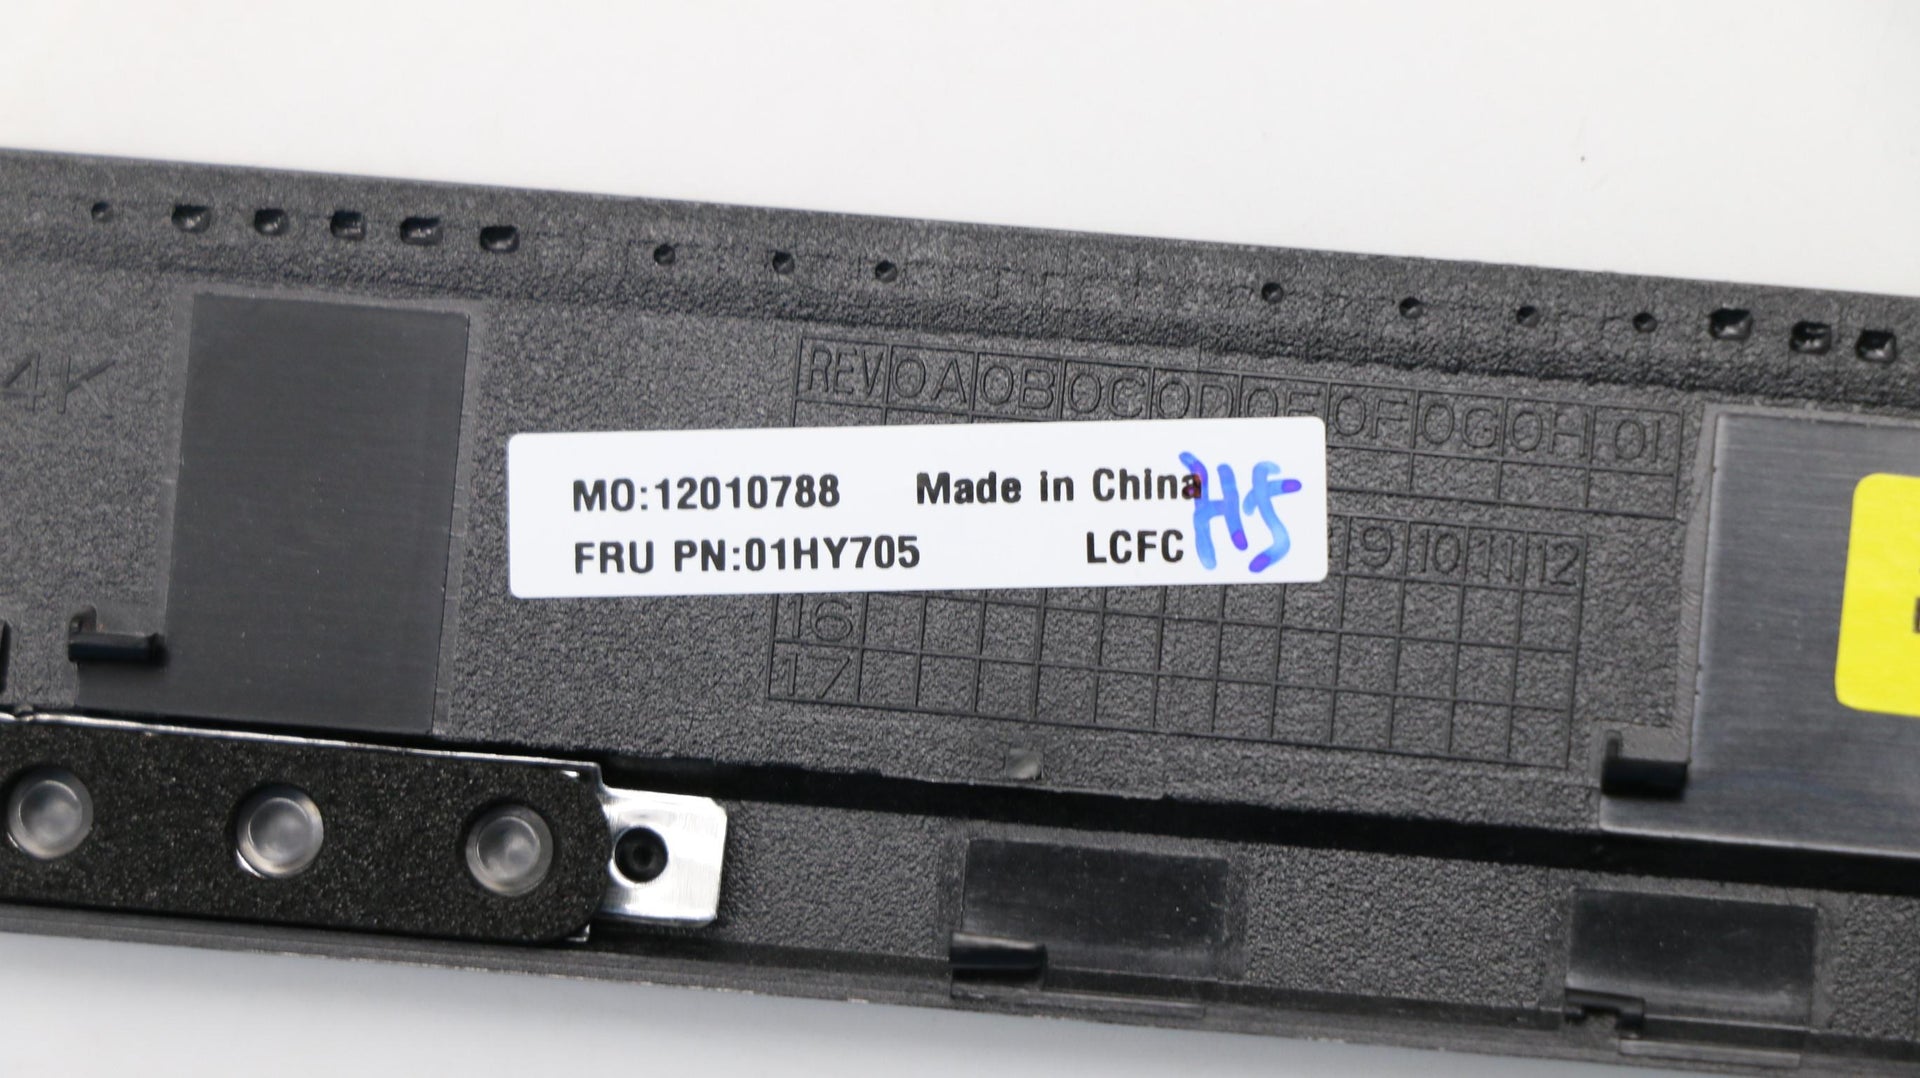 4K
REV 0A 0B 0C 0D 0E 0F 0G 0H 01
MO:12010788 Made in China
H5
FRU PN:01HY705 LCFC
9 10 11 12
16
17